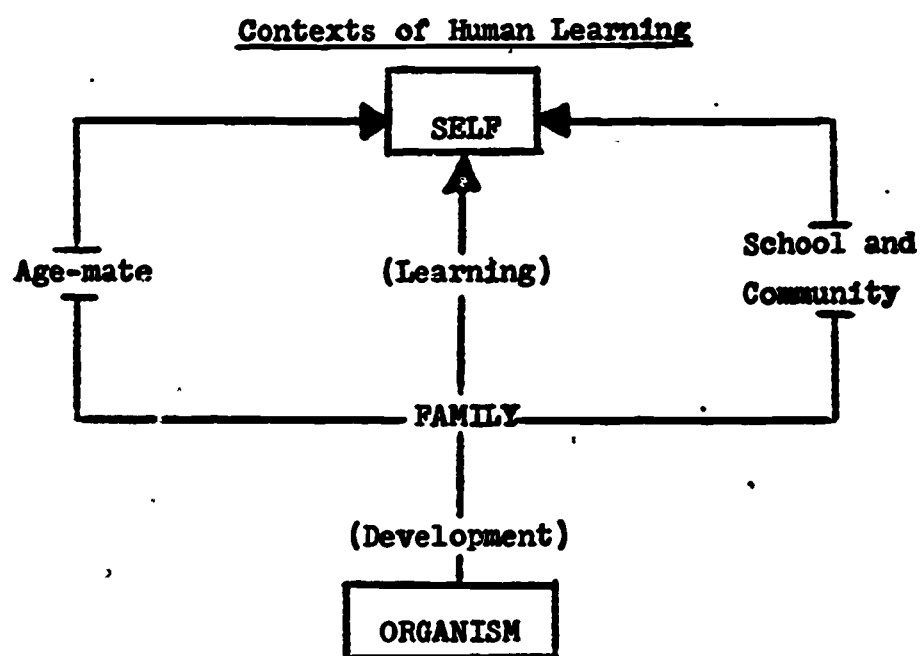 Contexts of Human Learning
SELF
Age-mate
(Learning)
School and
Community
FAMILY
(Development)
ORGANISM